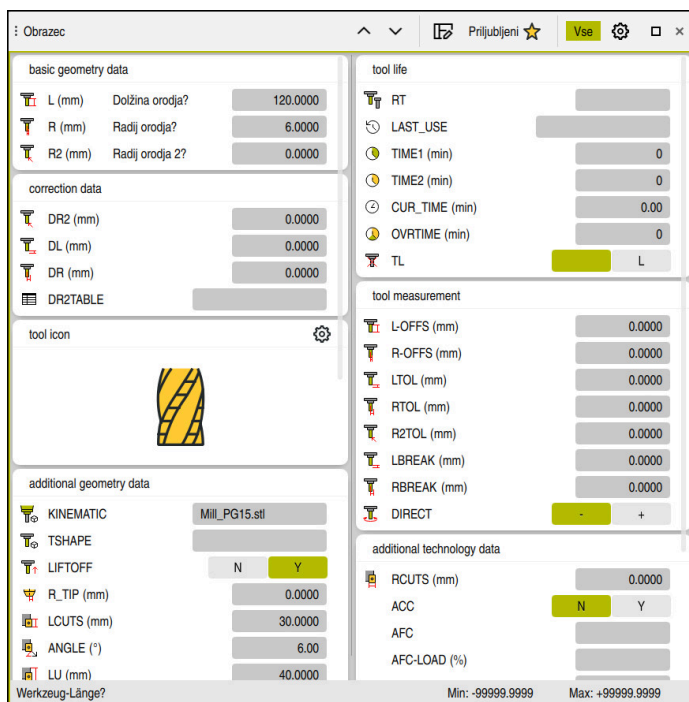 Obrazec
Priljubljeni
Vse
basic geometry data
L (mm) Dolžina orodja? 120.0000
R (mm) Radij orodja? 6.0000
R2 (mm) Radij orodja 2? 0.0000
correction data
DR2 (mm) 0.0000
DL (mm) 0.0000
DR (mm) 0.0000
DR2TABLE
tool icon
additional geometry data
KINEMATIC Mill_PG15.stl
TSHAPE
LIFTOFF N Y
R_TIP (mm) 0.0000
LCUTS (mm) 30.0000
ANGLE (°) 6.00
LU (mm) 40.0000
tool life
RT
LAST_USE
TIME1 (min) 0
TIME2 (min) 0
CUR_TIME (min) 0.00
OVRTIME (min) 0
TL L
tool measurement
L-OFFS (mm) 0.0000
R-OFFS (mm) 0.0000
LTOL (mm) 0.0000
RTOL (mm) 0.0000
R2TOL (mm) 0.0000
LBREAK (mm) 0.0000
RBREAK (mm) 0.0000
DIRECT - +
additional technology data
RCUTS (mm) 0.0000
ACC N Y
AFC
AFC-LOAD (%)
Werkzeug-Länge? Min: -99999.9999 Max: +99999.9999